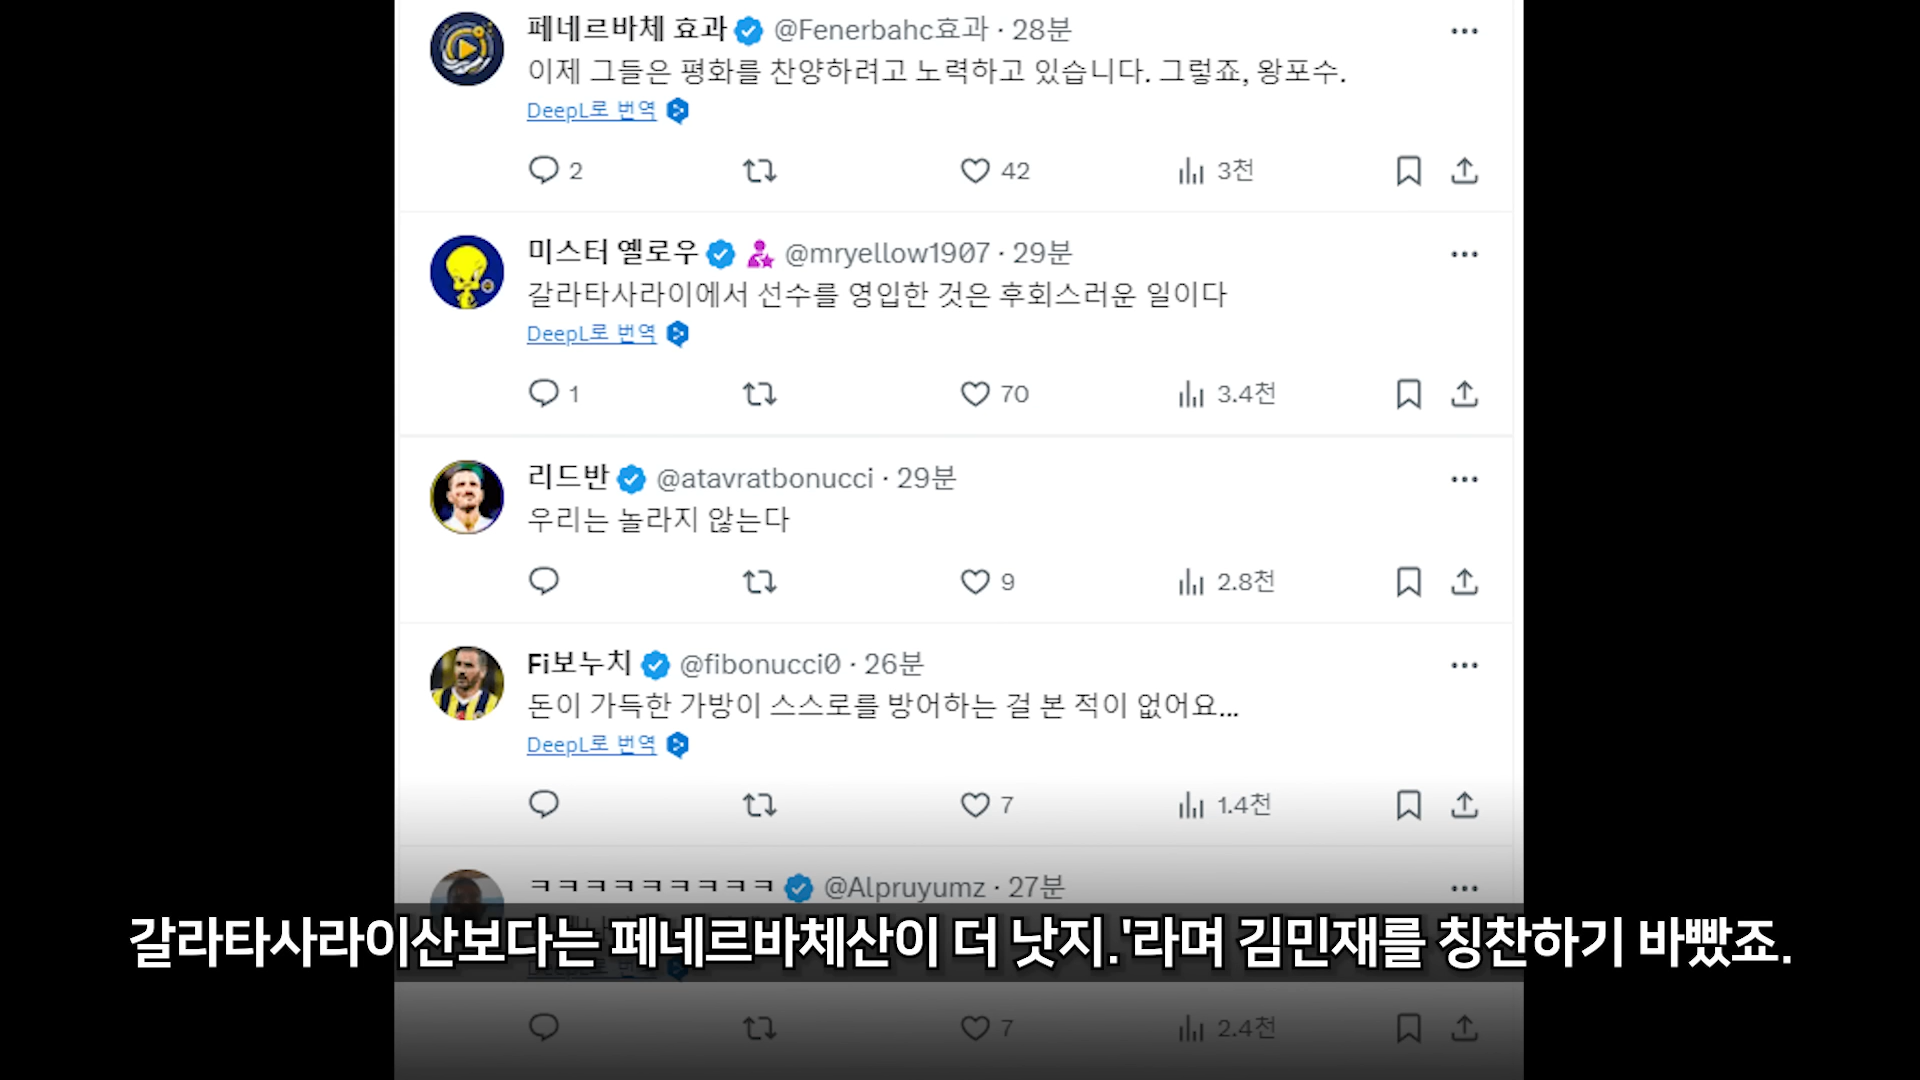 페네르바체 효과 @Fenerbahc효과 · 28분
이제 그들은 평화를 찬양하려고 노력하고 있습니다. 그렇죠, 왕포수.
DeepL로 번역
2 42 3천
미스터 옐로우 @mryellow1907 · 29분
갈라타사라이에서 선수를 영입한 것은 후회스러운 일이다
DeepL로 번역
1 70 3.4천
리드반 @atavratbonucci · 29분
우리는 놀라지 않는다
9 2.8천
Fi보누치 @fibonucci0 · 26분
돈이 가득한 가방이 스스로를 방어하는 걸 본 적이 없어요...
DeepL로 번역
7 1.4천
ㅋㅋㅋㅋㅋㅋㅋㅋㅋ @Alpruyumz · 27분
갈라타사라이산보다는 페네르바체산이 더 낫지.'라며 김민재를 칭찬하기 바빴죠.
DeepL로 번역
7 2.4천